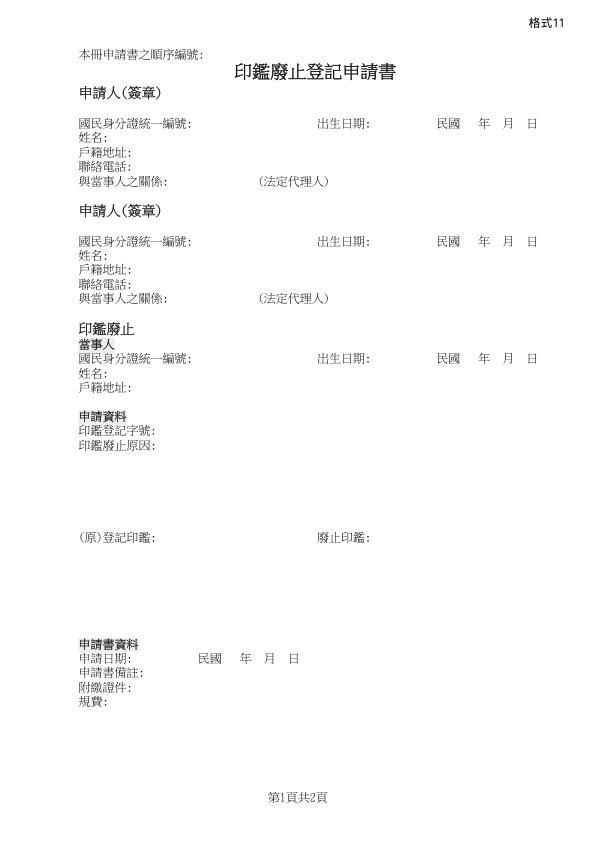 格式11
本冊申請書之順序編號:
印鑑廢止登記申請書
申請人(簽章)
國民身分證統一編號: 出生日期: 民國 年 月 日
姓名:
戶籍地址:
聯絡電話:
與當事人之關係: (法定代理人)
申請人(簽章)
國民身分證統一編號: 出生日期: 民國 年 月 日
姓名:
戶籍地址:
聯絡電話:
與當事人之關係: (法定代理人)
印鑑廢止
當事人
國民身分證統一編號: 出生日期: 民國 年 月 日
姓名:
戶籍地址:
申請資料
印鑑登記字號:
印鑑廢止原因:
(原)登記印鑑: 廢止印鑑:
申請書資料
申請日期: 民國 年 月 日
申請書備註:
附繳證件:
規費:
第1頁共2頁